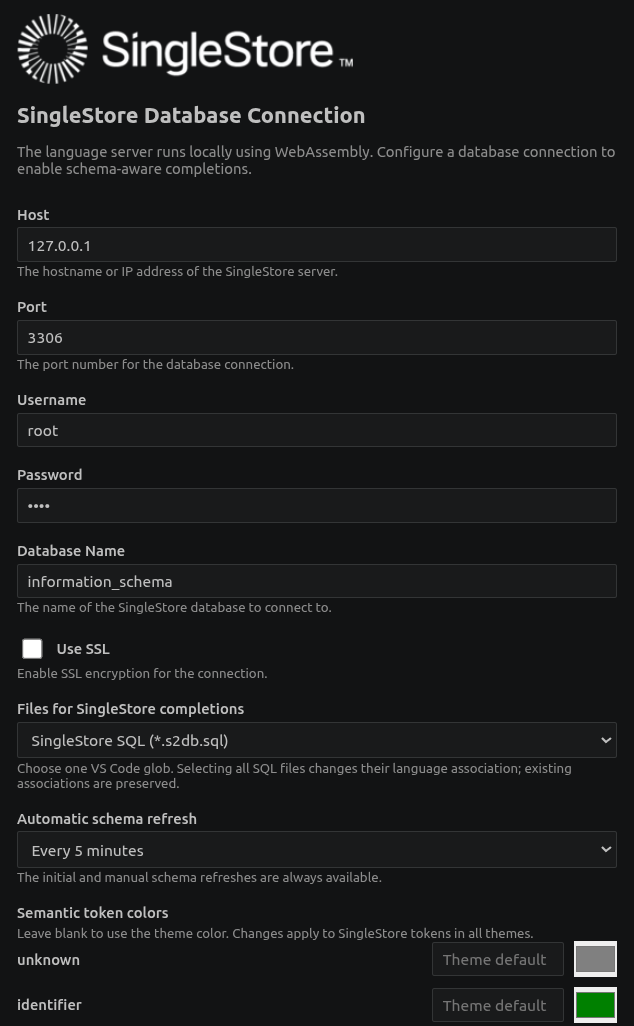 SingleStore™
SingleStore Database Connection
The language server runs locally using WebAssembly. Configure a database connection to
enable schema-aware completions.
Host
127.0.0.1
The hostname or IP address of the SingleStore server.
Port
3306
The port number for the database connection.
Username
root
Password
••••
Database Name
information_schema
The name of the SingleStore database to connect to.
Use SSL
Enable SSL encryption for the connection.
Files for SingleStore completions
SingleStore SQL (*.s2db.sql)
Choose one VS Code glob. Selecting all SQL files changes their language association; existing
associations are preserved.
Automatic schema refresh
Every 5 minutes
The initial and manual schema refreshes are always available.
Semantic token colors
Leave blank to use the theme color. Changes apply to SingleStore tokens in all themes.
unknown Theme default
identifier Theme default